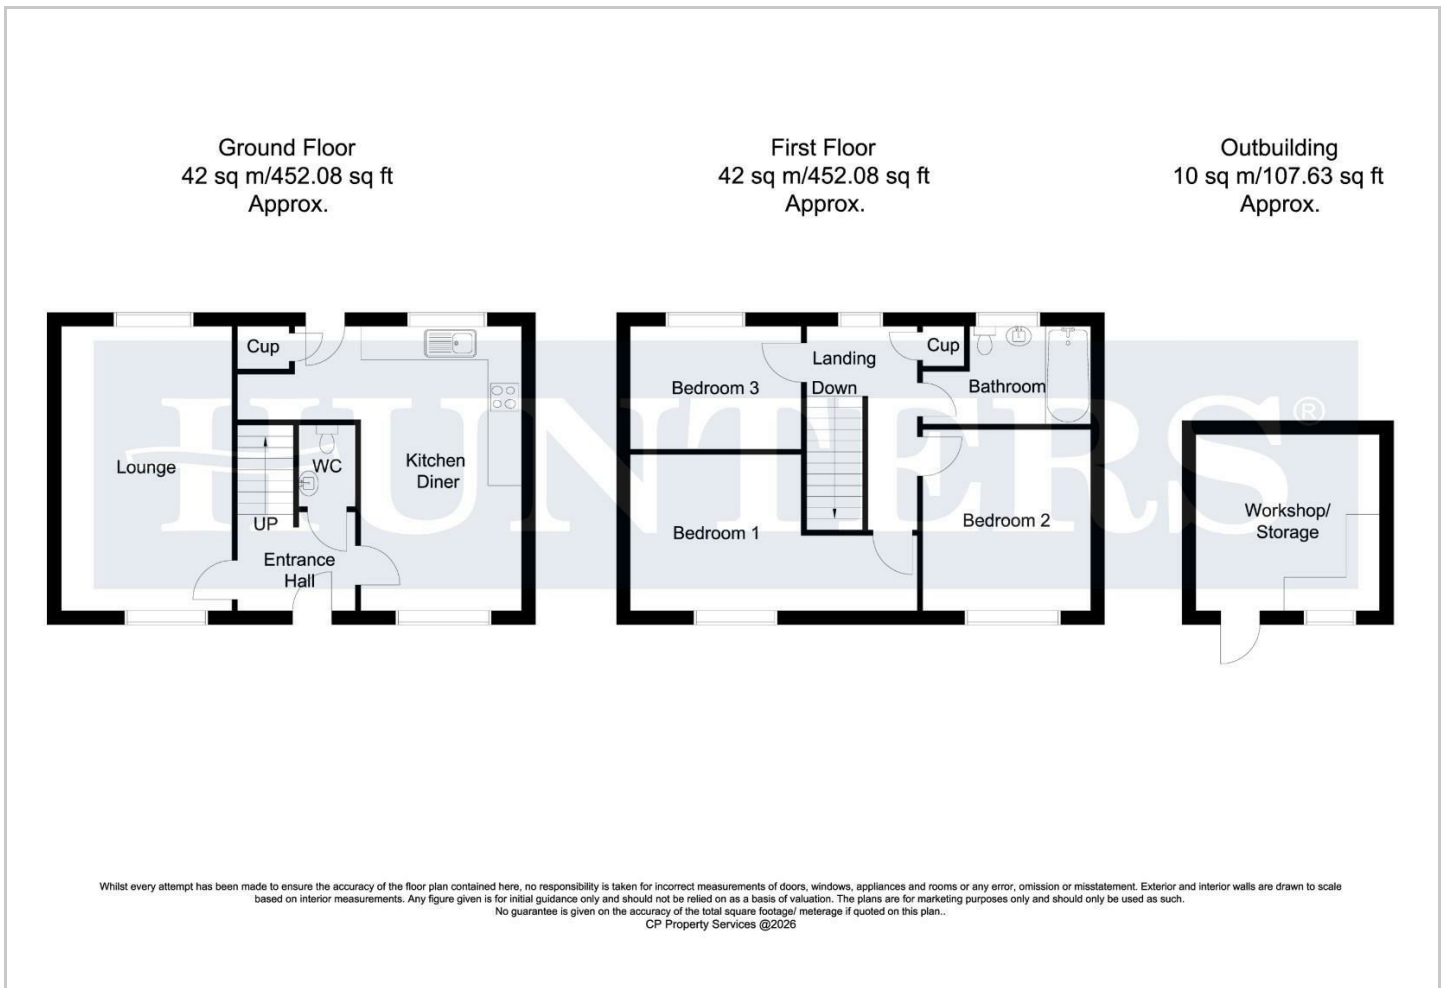 Ground Floor
42 sq m/452.08 sq ft
Approx.
First Floor
42 sq m/452.08 sq ft
Approx.
Outbuilding
10 sq m/107.63 sq ft
Approx.
Cup
Lounge
WC
UP
Kitchen
Diner
Entrance
Hall
Bedroom 3
Landing
Down
Cup
Bathroom
Bedroom 1
Bedroom 2
Workshop/
Storage
HUNTERS®
Whilst every attempt has been made to ensure the accuracy of the floor plan contained here, no responsibility is taken for incorrect measurements of doors, windows, appliances and rooms or any error, omission or misstatement. Exterior and interior walls are drawn to scale
based on interior measurements. Any figure given is for initial guidance only and should not be relied on as a basis of valuation. The plans are for marketing purposes only and should only be used as such.
No guarantee is given on the accuracy of the total square footage/ meterage if quoted on this plan..
CP Property Services @2026